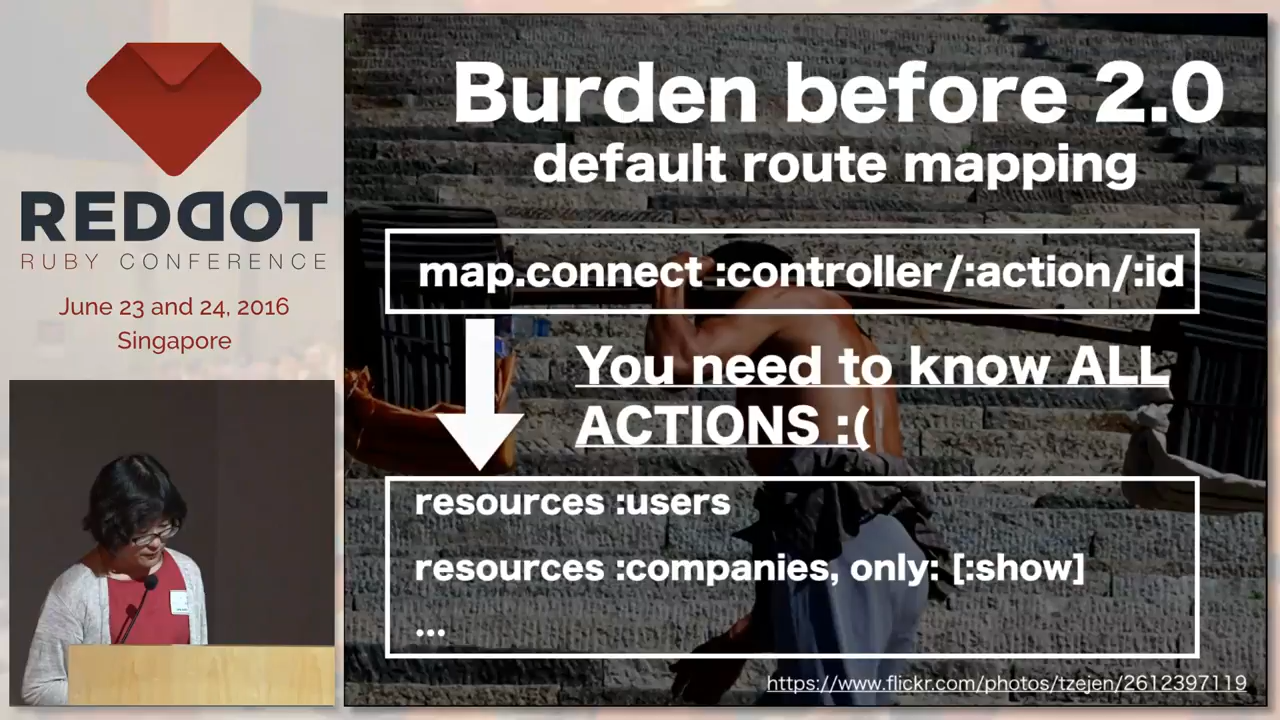 REDDOT
RUBY CONFERENCE
June 23 and 24, 2016
Singapore
Burden before 2.0
default route mapping
map.connect :controller/:action/:id
You need to know ALL
ACTIONS :(
resources :users
resources :companies, only: [:show]
...
https://www.flickr.com/photos/tzejen/2612397119